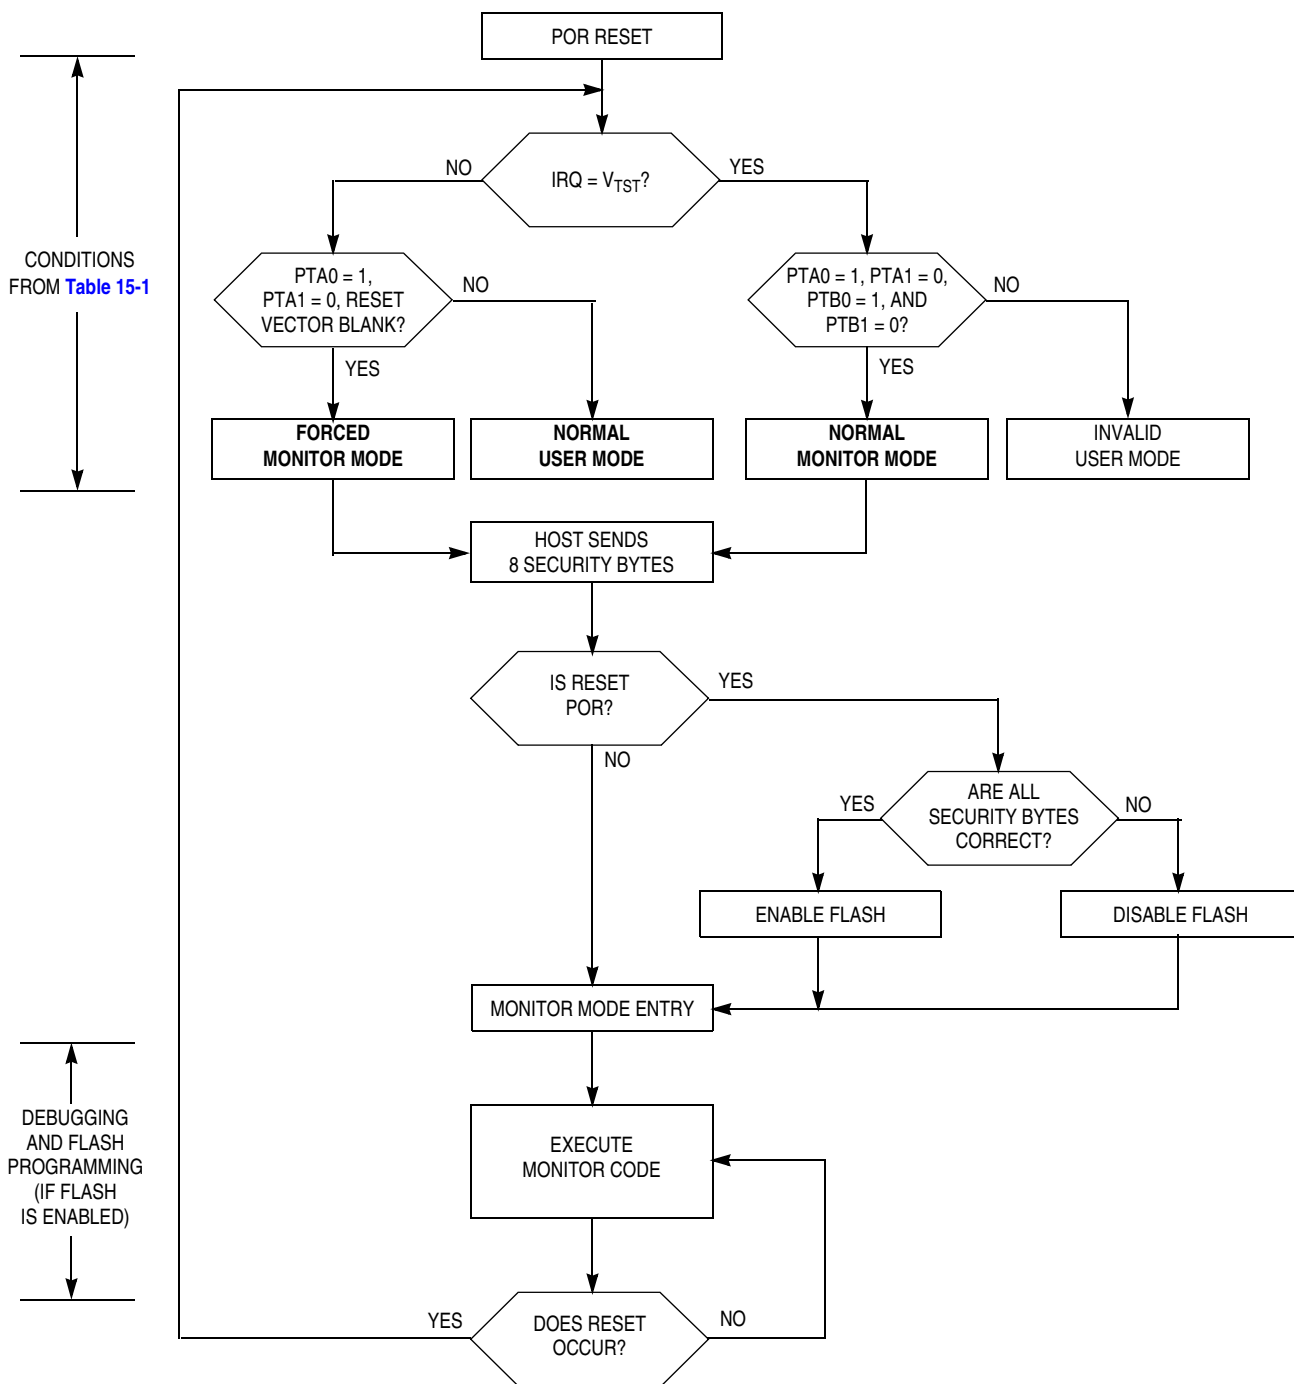 POR RESET
NO
YES
IRQ = VTST?
CONDITIONS
FROM Table 15-1
PTA0 = 1,
PTA1 = 0, RESET
VECTOR BLANK?
NO
YES
PTA0 = 1, PTA1 = 0,
PTB0 = 1, AND
PTB1 = 0?
NO
YES
FORCED
MONITOR MODE
NORMAL
USER MODE
NORMAL
MONITOR MODE
INVALID
USER MODE
HOST SENDS
8 SECURITY BYTES
IS RESET
POR?
YES
NO
ARE ALL
SECURITY BYTES
CORRECT?
YES
NO
ENABLE FLASH
DISABLE FLASH
MONITOR MODE ENTRY
DEBUGGING
AND FLASH
PROGRAMMING
(IF FLASH
IS ENABLED)
EXECUTE
MONITOR CODE
YES
DOES RESET
OCCUR?
NO